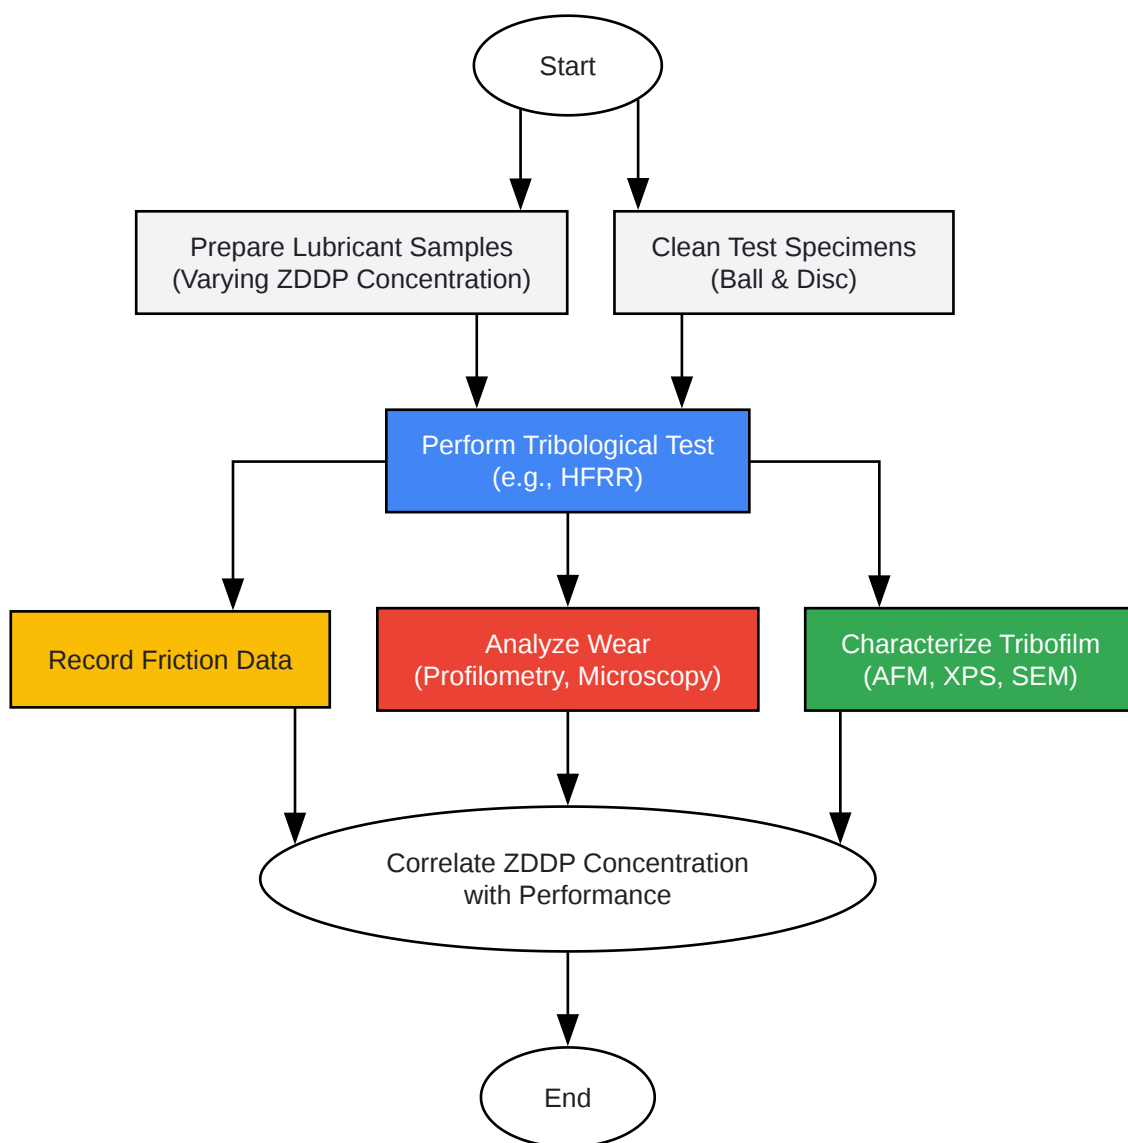 Start
Prepare Lubricant Samples
(Varying ZDDP Concentration)
Clean Test Specimens
(Ball & Disc)
Perform Tribological Test
(e.g., HFRR)
Record Friction Data
Analyze Wear
(Profilometry, Microscopy)
Characterize Tribofilm
(AFM, XPS, SEM)
Correlate ZDDP Concentration
with Performance
End